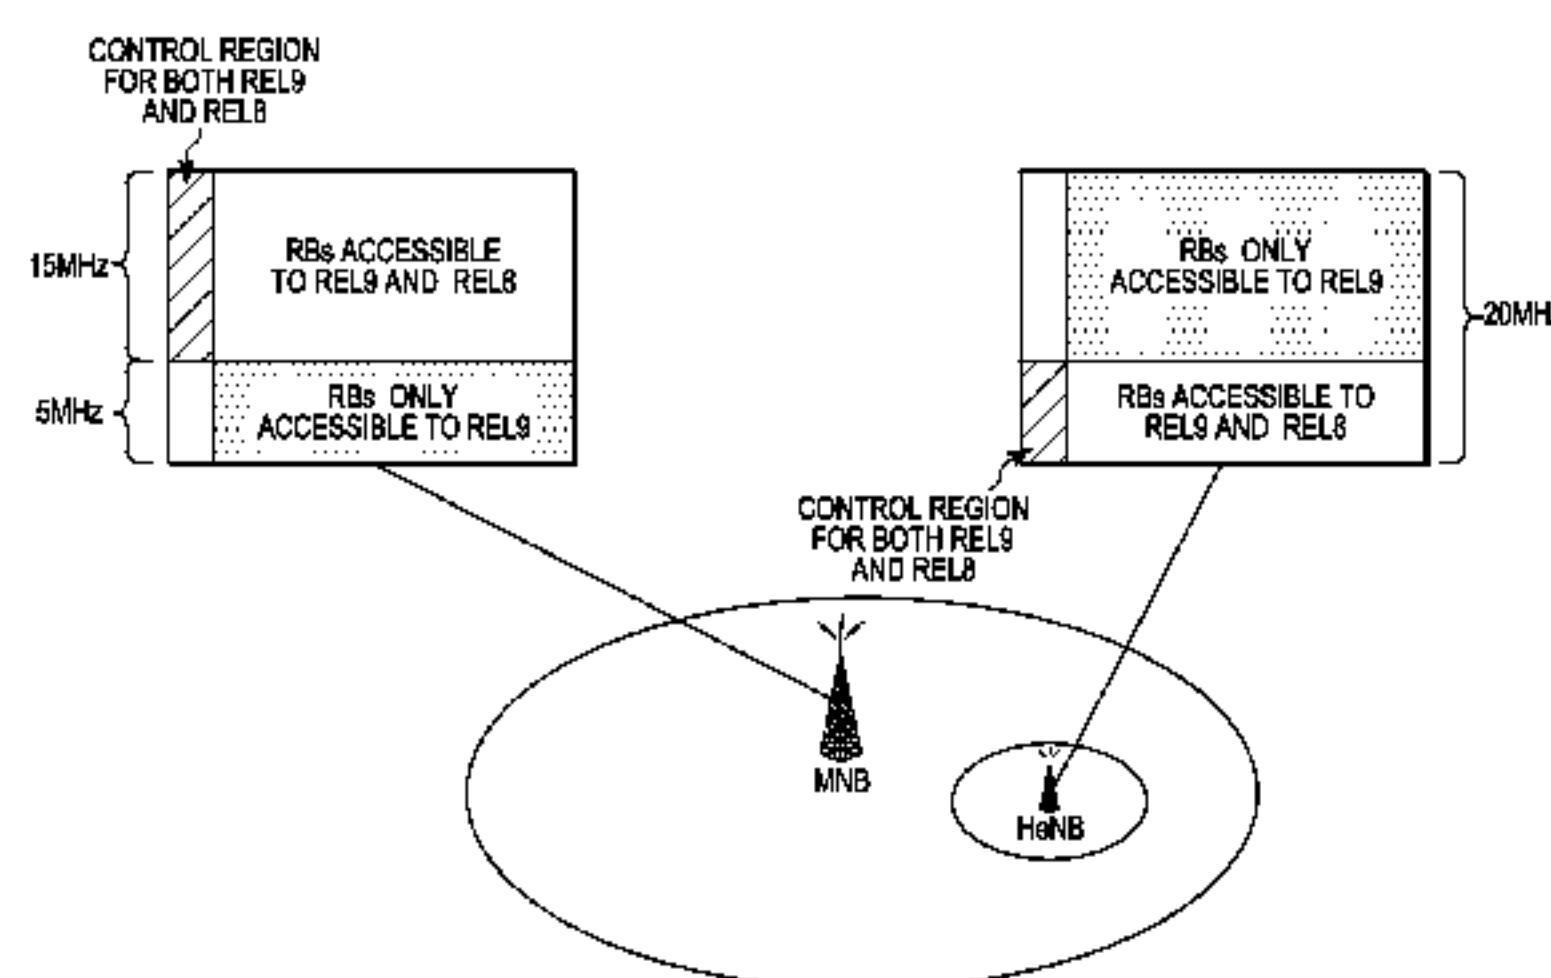 CONTROL REGION
FOR BOTH REL9
AND REL8
15MHz
RBs ACCESSIBLE
TO REL9 AND REL8
5MHz
RBs ONLY
ACCESSIBLE TO REL9
RBs ONLY
ACCESSIBLE TO REL9
20MH
RBs ACCESSIBLE TO
REL9 AND REL8
CONTROL REGION
FOR BOTH REL9
AND REL8
MNB
HeNB